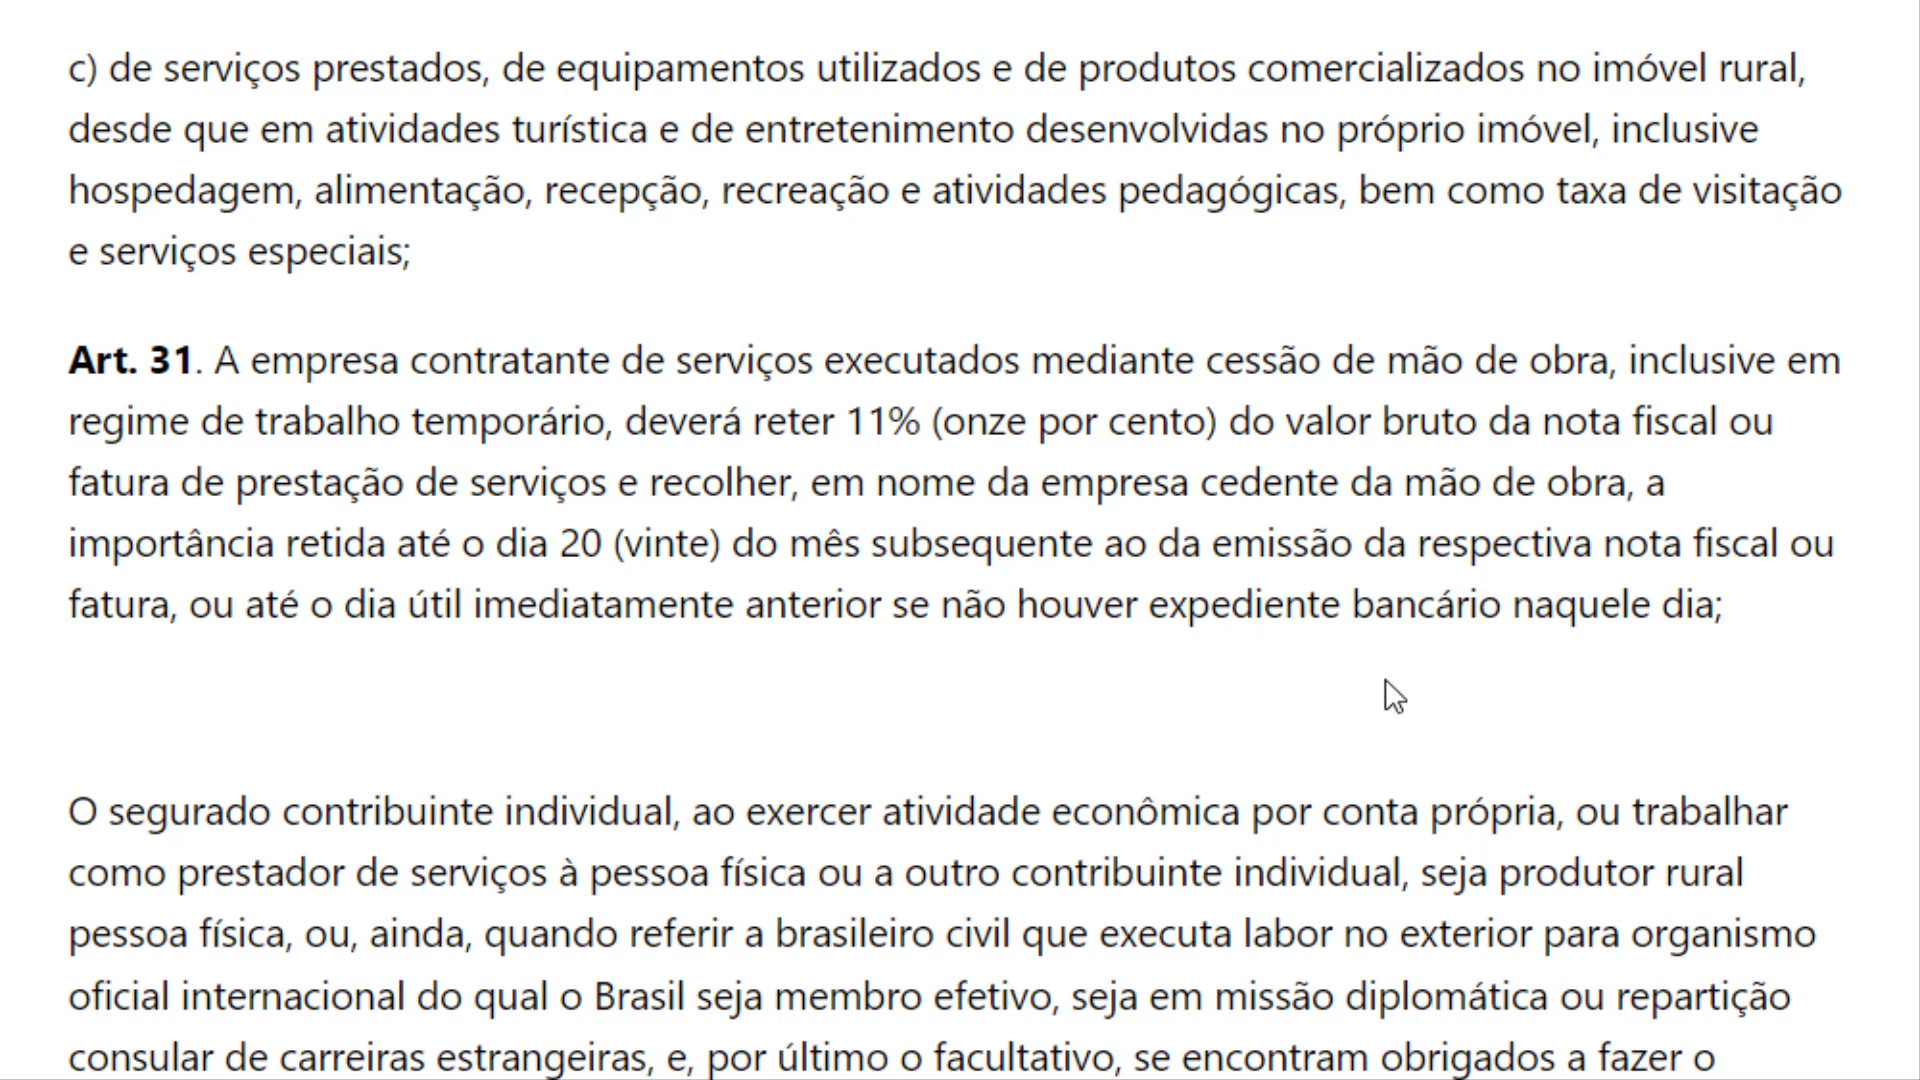 c) de serviços prestados, de equipamentos utilizados e de produtos comercializados no imóvel rural,
desde que em atividades turística e de entretenimento desenvolvidas no próprio imóvel, inclusive
hospedagem, alimentação, recepção, recreação e atividades pedagógicas, bem como taxa de visitação
e serviços especiais;
Art. 31. A empresa contratante de serviços executados mediante cessão de mão de obra, inclusive em
regime de trabalho temporário, deverá reter 11% (onze por cento) do valor bruto da nota fiscal ou
fatura de prestação de serviços e recolher, em nome da empresa cedente da mão de obra, a
importância retida até o dia 20 (vinte) do mês subsequente ao da emissão da respectiva nota fiscal ou
fatura, ou até o dia útil imediatamente anterior se não houver expediente bancário naquele dia;
O segurado contribuinte individual, ao exercer atividade econômica por conta própria, ou trabalhar
como prestador de serviços à pessoa física ou a outro contribuinte individual, seja produtor rural
pessoa física, ou, ainda, quando referir a brasileiro civil que executa labor no exterior para organismo
oficial internacional do qual o Brasil seja membro efetivo, seja em missão diplomática ou repartição
consular de carreiras estrangeiras, e, por último o facultativo, se encontram obrigados a fazer o